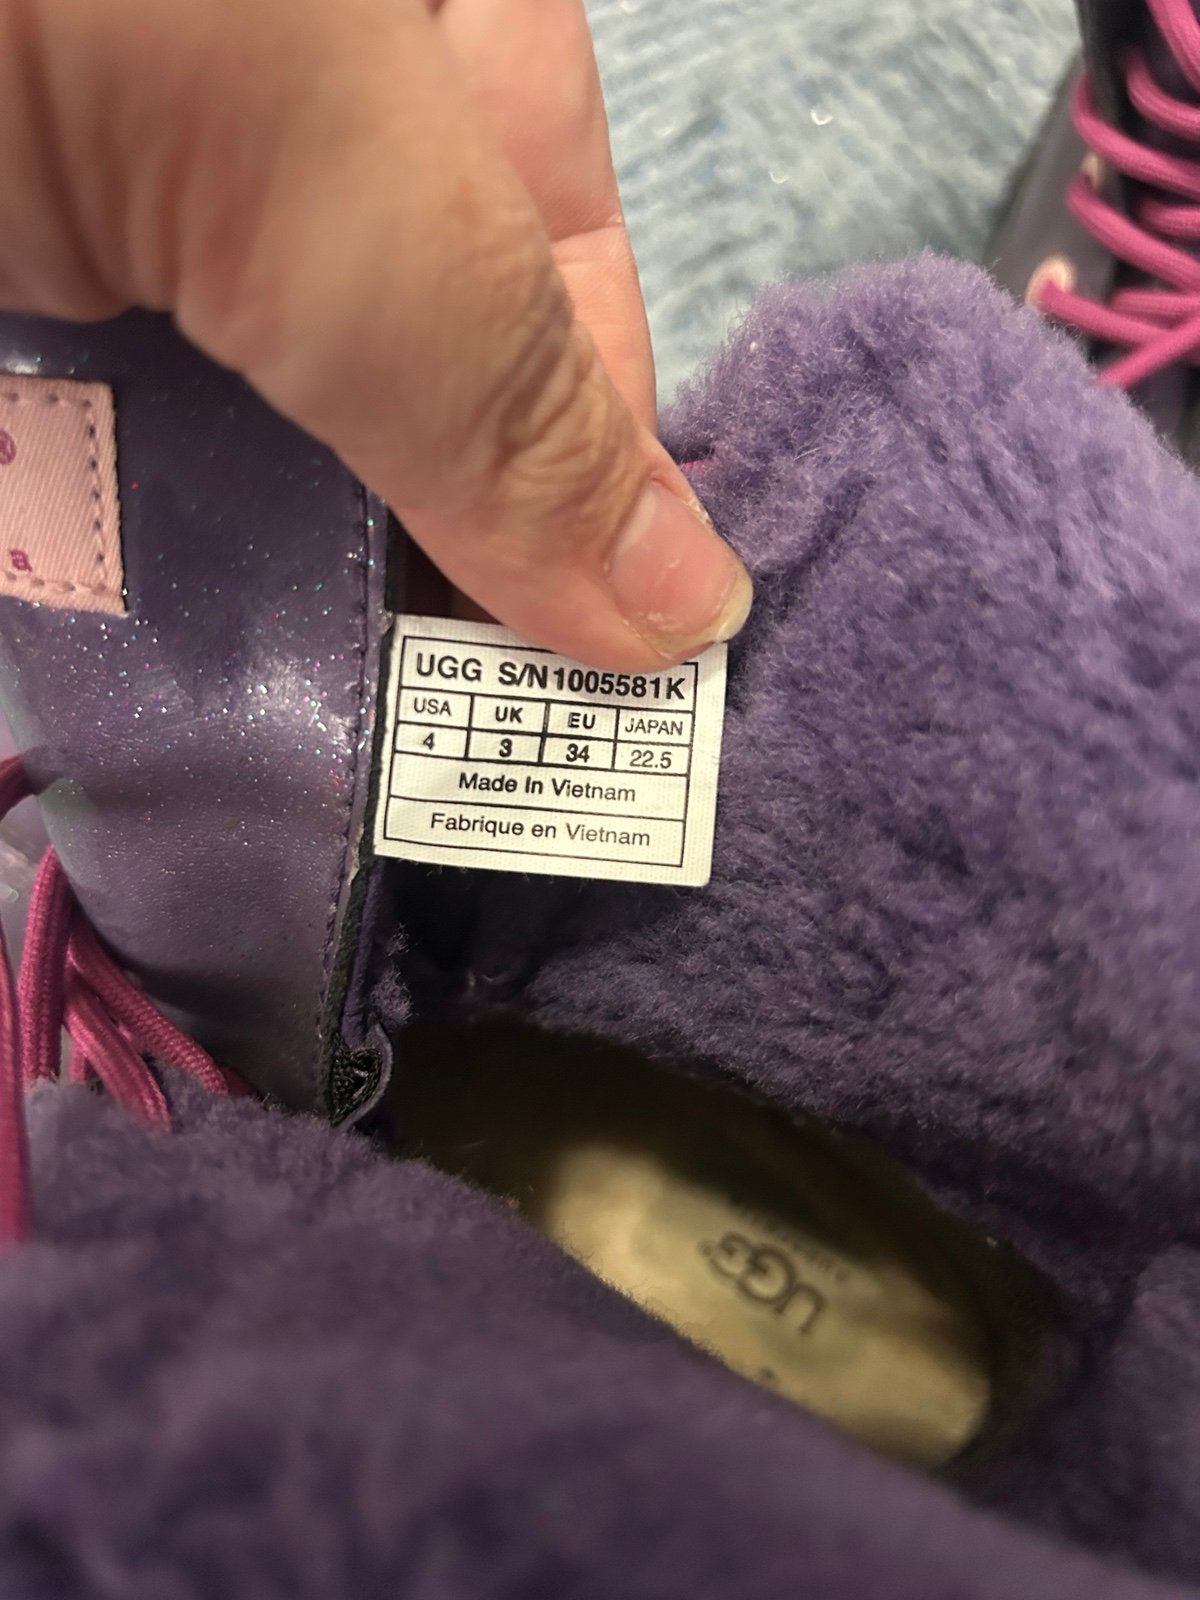 UGG S/N1005581K
USA UK EU JAPAN
4 3 34 22.5
Made In Vietnam
Fabrique en Vietnam
®
a
UGG®